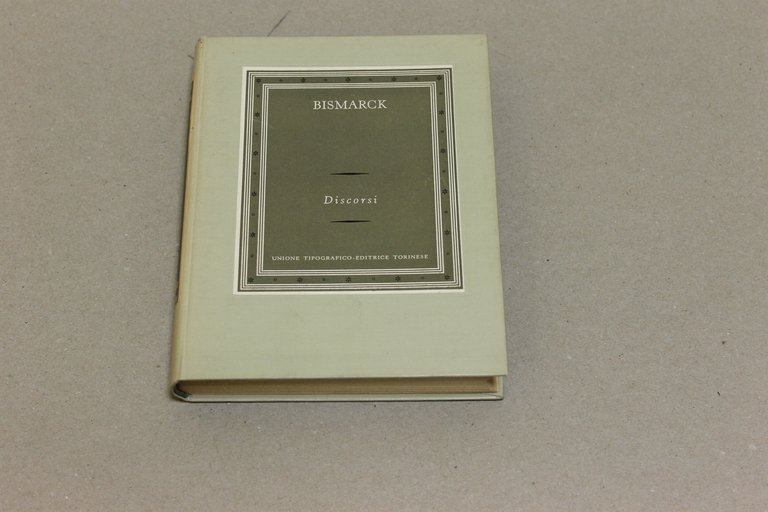 BISMARCK
Discorsi
UNIONE TIPOGRAFICO-EDITRICE TORINESE